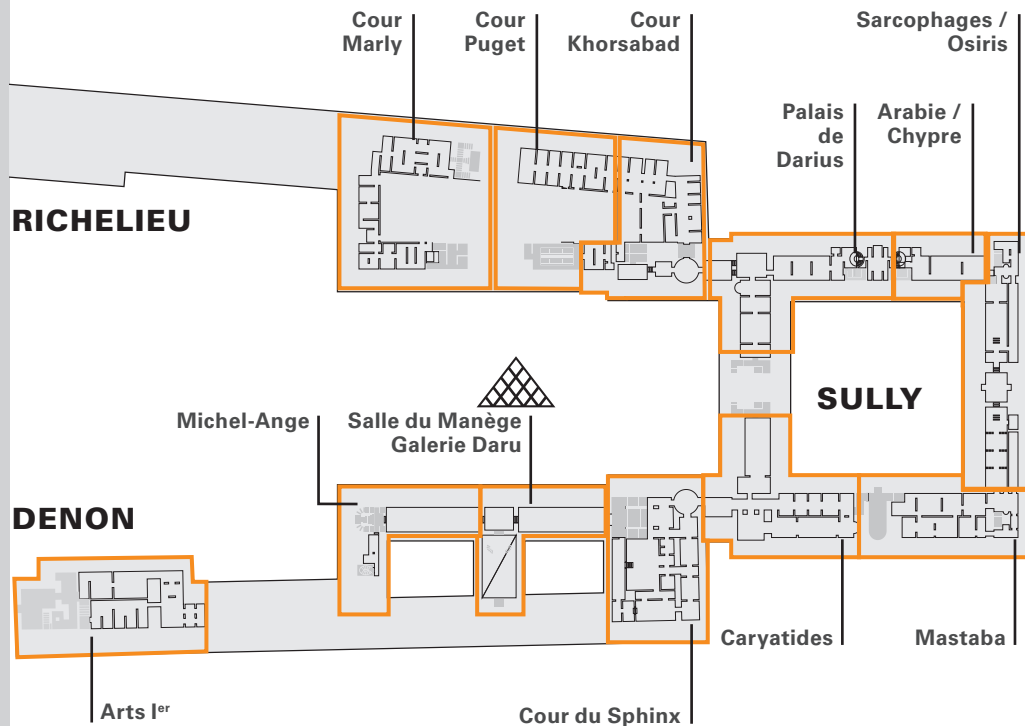 Cour
Marly
Cour
Puget
Cour
Khorsabad
Sarcophages /
Osiris
Palais
de
Darius
Arabie /
Chypre
RICHELIEU
SULLY
Michel-Ange
Salle du Manège
Galerie Daru
DENON
Caryatides
Mastaba
Arts Iᵉʳ
Cour du Sphinx